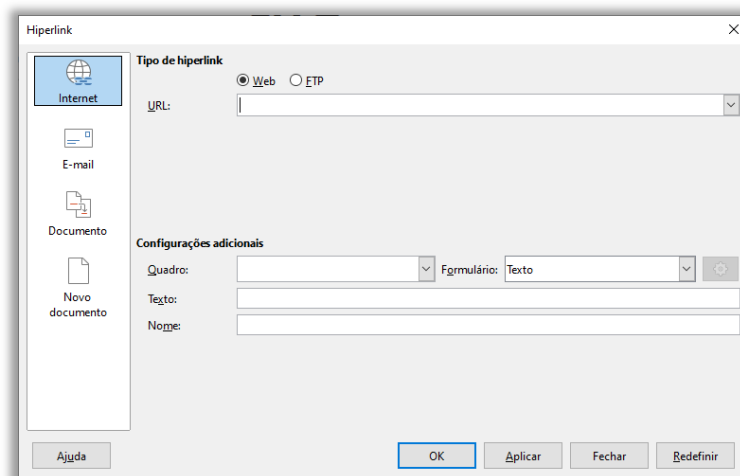 Hiperlink
Internet
E-mail
Documento
Novo
documento
Tipo de hiperlink
Web FTP
URL:
Configurações adicionais
Quadro: Formulário: Texto
Texto:
Nome:
Ajuda OK Aplicar Fechar Redefinir